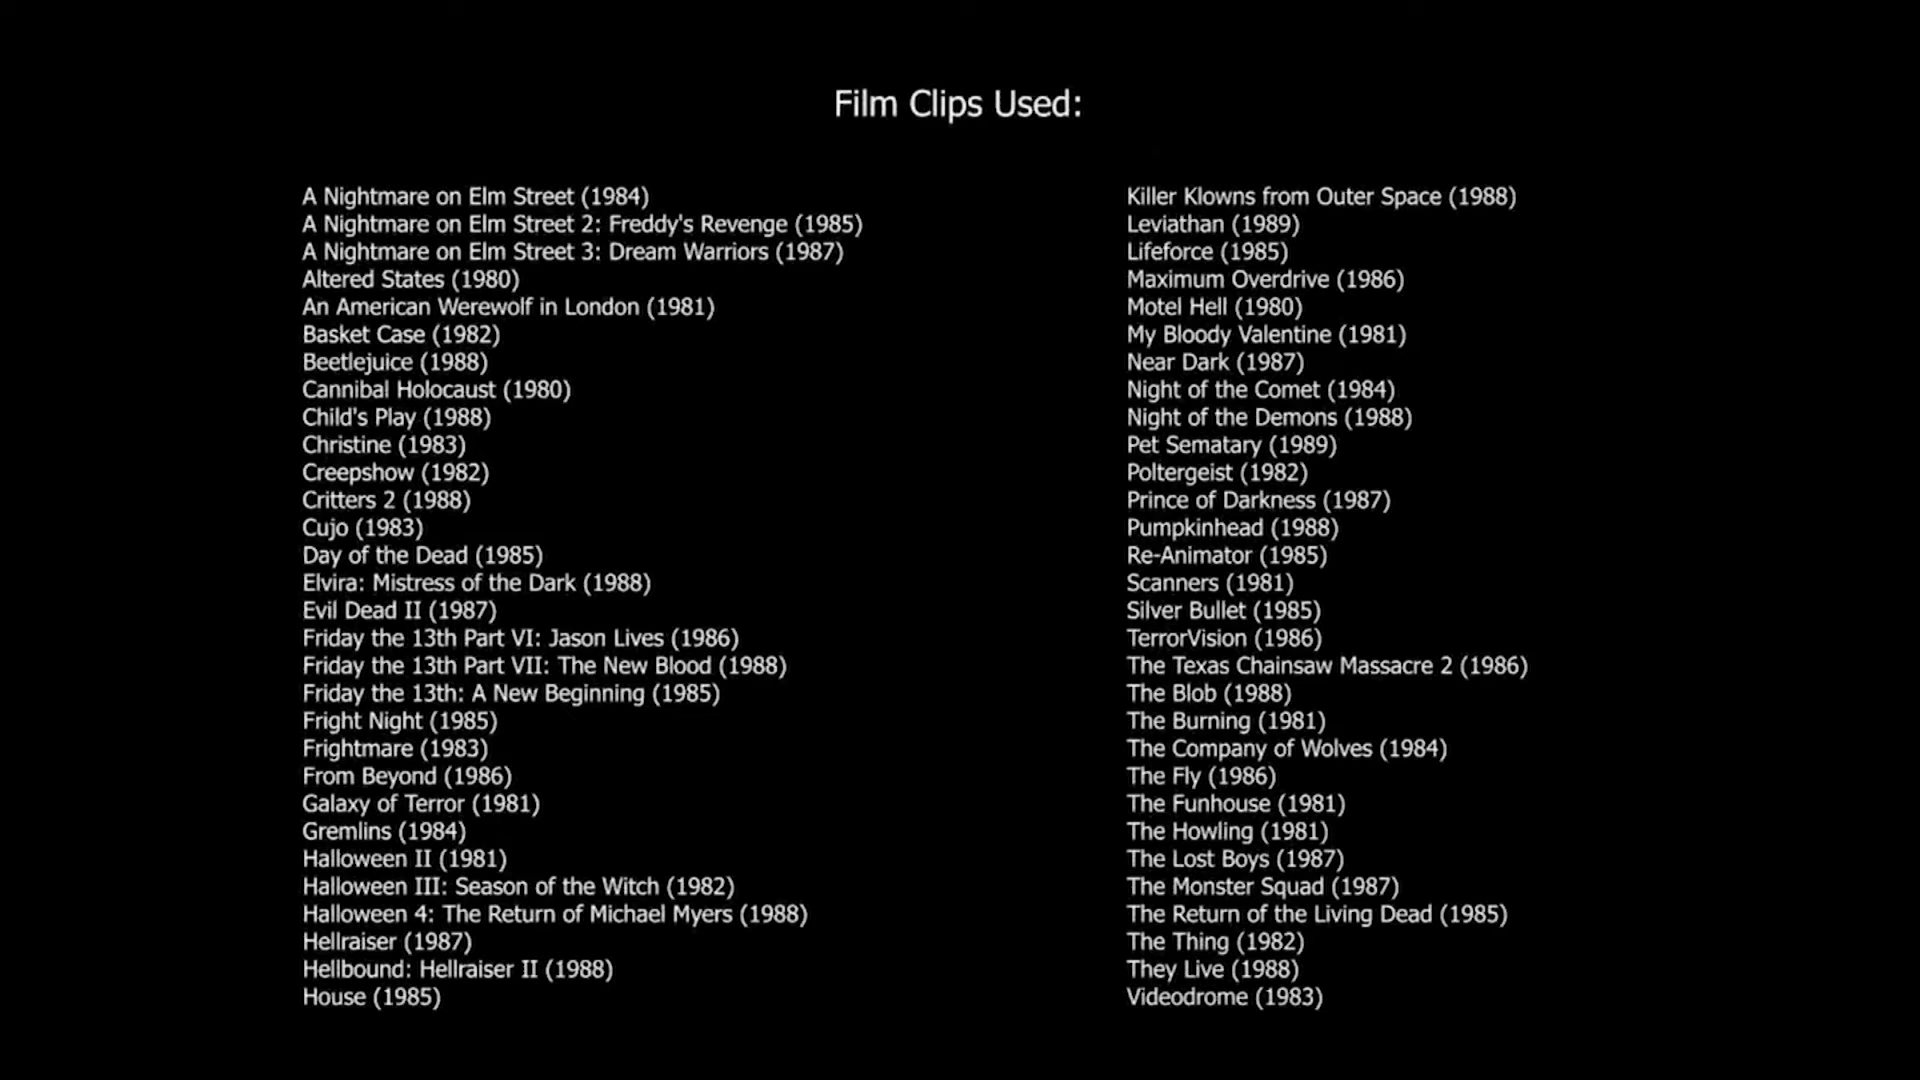 Film Clips Used:
A Nightmare on Elm Street (1984)
A Nightmare on Elm Street 2: Freddy's Revenge (1985)
A Nightmare on Elm Street 3: Dream Warriors (1987)
Altered States (1980)
An American Werewolf in London (1981)
Basket Case (1982)
Beetlejuice (1988)
Cannibal Holocaust (1980)
Child's Play (1988)
Christine (1983)
Creepshow (1982)
Critters 2 (1988)
Cujo (1983)
Day of the Dead (1985)
Elvira: Mistress of the Dark (1988)
Evil Dead II (1987)
Friday the 13th Part VI: Jason Lives (1986)
Friday the 13th Part VII: The New Blood (1988)
Friday the 13th: A New Beginning (1985)
Fright Night (1985)
Frightmare (1983)
From Beyond (1986)
Galaxy of Terror (1981)
Gremlins (1984)
Halloween II (1981)
Halloween III: Season of the Witch (1982)
Halloween 4: The Return of Michael Myers (1988)
Hellraiser (1987)
Hellbound: Hellraiser II (1988)
House (1985)
Killer Klowns from Outer Space (1988)
Leviathan (1989)
Lifeforce (1985)
Maximum Overdrive (1986)
Motel Hell (1980)
My Bloody Valentine (1981)
Near Dark (1987)
Night of the Comet (1984)
Night of the Demons (1988)
Pet Sematary (1989)
Poltergeist (1982)
Prince of Darkness (1987)
Pumpkinhead (1988)
Re-Animator (1985)
Scanners (1981)
Silver Bullet (1985)
TerrorVision (1986)
The Texas Chainsaw Massacre 2 (1986)
The Blob (1988)
The Burning (1981)
The Company of Wolves (1984)
The Fly (1986)
The Funhouse (1981)
The Howling (1981)
The Lost Boys (1987)
The Monster Squad (1987)
The Return of the Living Dead (1985)
The Thing (1982)
They Live (1988)
Videodrome (1983)